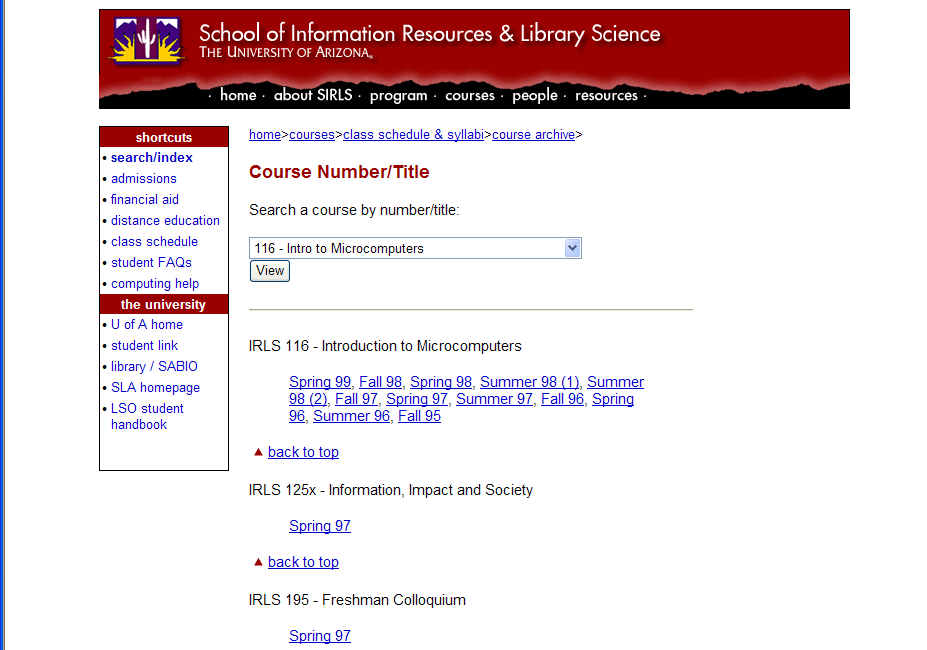 School of Information Resources & Library Science
THE UNIVERSITY OF ARIZONA®
· home · about SIRLS · program · courses · people · resources ·
shortcuts
• search/index
• admissions
• financial aid
• distance education
• class schedule
• student FAQs
• computing help
the university
• U of A home
• student link
• library / SABIO
• SLA homepage
• LSO student
handbook
home>courses>class schedule & syllabi>course archive>
Course Number/Title
Search a course by number/title:
116 - Intro to Microcomputers
View
IRLS 116 - Introduction to Microcomputers
Spring 99, Fall 98, Spring 98, Summer 98 (1), Summer
98 (2), Fall 97, Spring 97, Summer 97, Fall 96, Spring
96, Summer 96, Fall 95
back to top
IRLS 125x - Information, Impact and Society
Spring 97
back to top
IRLS 195 - Freshman Colloquium
Spring 97